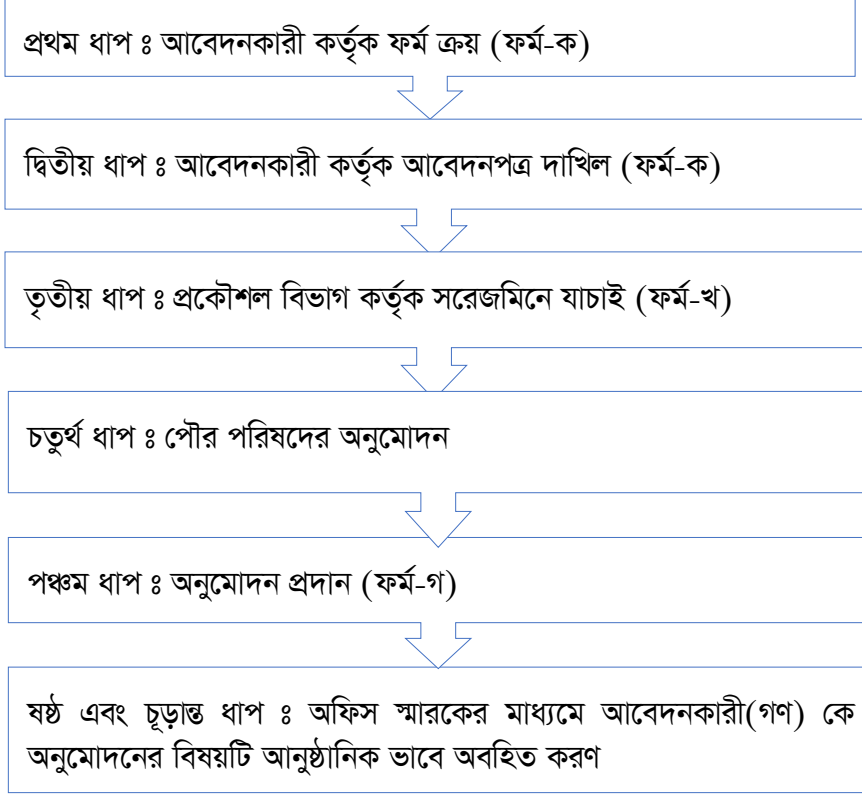 প্রথম ধাপ ঃ আবেদনকারী কর্তৃক ফর্ম ক্রয় (ফর্ম-ক)
দ্বিতীয় ধাপ ঃ আবেদনকারী কর্তৃক আবেদনপত্র দাখিল (ফর্ম-ক)
তৃতীয় ধাপ ঃ প্রকৌশল বিভাগ কর্তৃক সরেজমিনে যাচাই (ফর্ম-খ)
চতুর্থ ধাপ ঃ পৌর পরিষদের অনুমোদন
পঞ্চম ধাপ ঃ অনুমোদন প্রদান (ফর্ম-গ)
ষষ্ঠ এবং চূড়ান্ত ধাপ ঃ অফিস স্মারকের মাধ্যমে আবেদনকারী(গণ) কে
অনুমোদনের বিষয়টি আনুষ্ঠানিক ভাবে অবহিত করণ